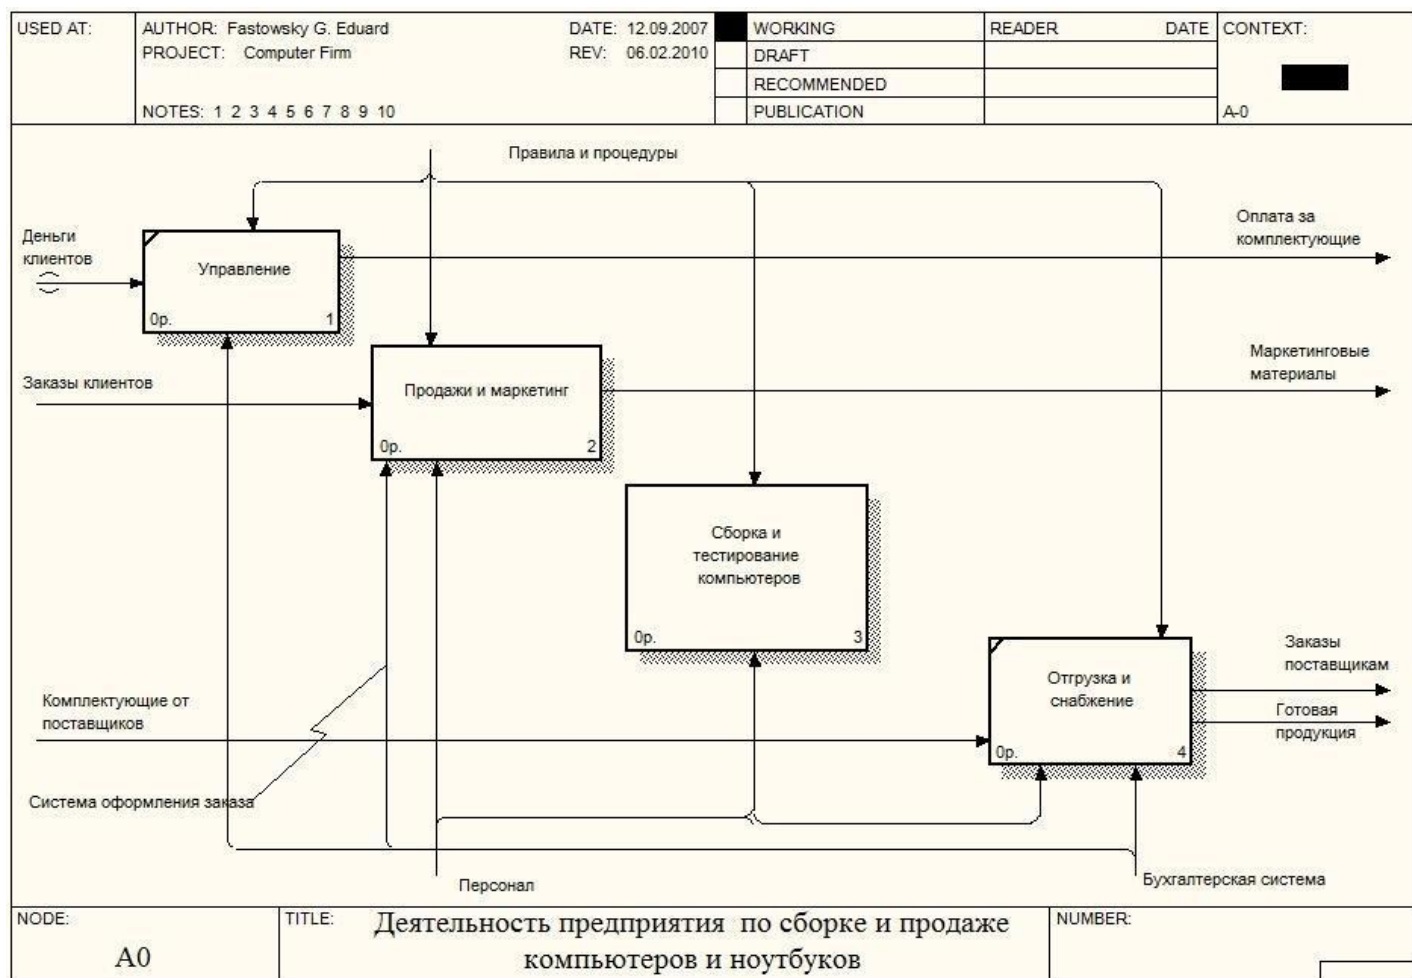 USED AT:
AUTHOR: Fastowsky G. Eduard
DATE: 12.09.2007
WORKING
READER
DATE
CONTEXT:
PROJECT: Computer Firm
REV: 06.02.2010
DRAFT
RECOMMENDED
NOTES: 1 2 3 4 5 6 7 8 9 10
PUBLICATION
A-0
Правила и процедуры
Деньги
клиентов
Управление
0р.
1
Оплата за
комплектующие
Заказы клиентов
Продажи и маркетинг
0р.
2
Маркетинговые
материалы
Сборка и
тестирование
компьютеров
0р.
3
Комплектующие от
поставщиков
Отгрузка и
снабжение
0р.
4
Заказы
поставщикам
Готовая
продукция
Система оформления заказа
Персонал
Бухгалтерская система
NODE:
A0
TITLE:
Деятельность предприятия по сборке и продаже
компьютеров и ноутбуков
NUMBER: